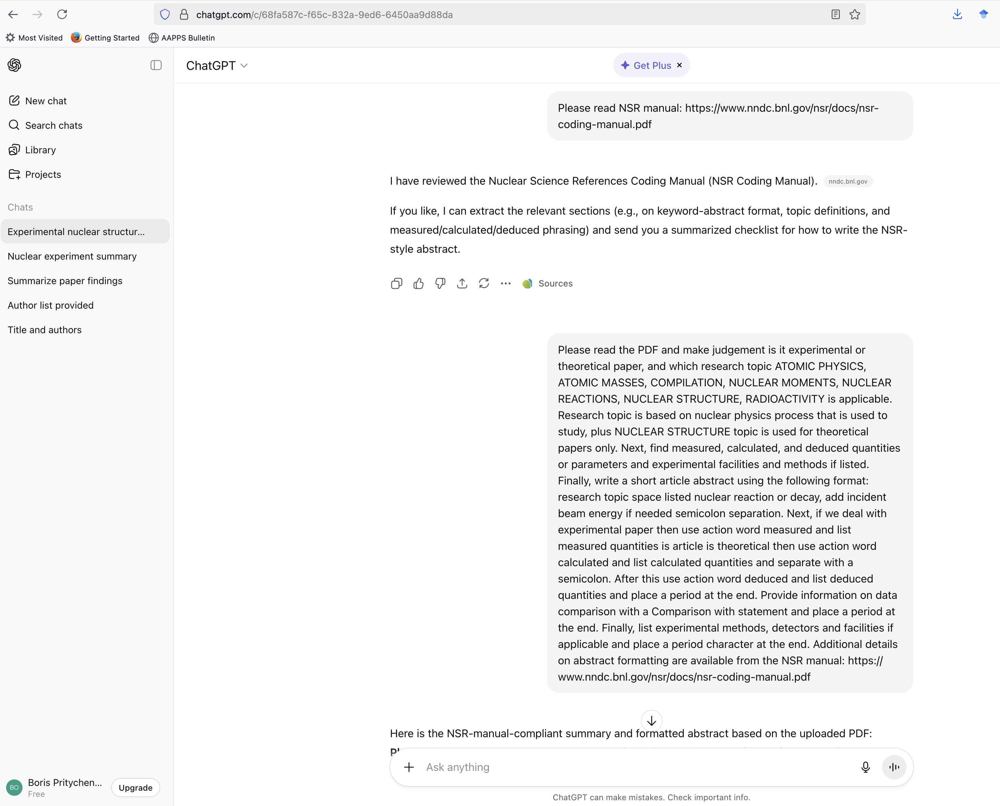 chatgpt.com/c/68fa587c-f65c-832a-9ed6-6450aa9d88da
Most Visited
Getting Started
AAPPS Bulletin
ChatGPT
Get Plus
New chat
Search chats
Library
Projects
Chats
Experimental nuclear structur...
Nuclear experiment summary
Summarize paper findings
Author list provided
Title and authors
BO
Boris Pritychen...
Free
Upgrade
Please read NSR manual: https://www.nndc.bnl.gov/nsr/docs/nsr-
coding-manual.pdf
I have reviewed the Nuclear Science References Coding Manual (NSR Coding Manual). nndc.bnl.gov
If you like, I can extract the relevant sections (e.g., on keyword-abstract format, topic definitions, and
measured/calculated/deduced phrasing) and send you a summarized checklist for how to write the NSR-
style abstract.
Sources
Please read the PDF and make judgement is it experimental or
theoretical paper, and which research topic ATOMIC PHYSICS,
ATOMIC MASSES, COMPILATION, NUCLEAR MOMENTS, NUCLEAR
REACTIONS, NUCLEAR STRUCTURE, RADIOACTIVITY is applicable.
Research topic is based on nuclear physics process that is used to
study, plus NUCLEAR STRUCTURE topic is used for theoretical
papers only. Next, find measured, calculated, and deduced quantities
or parameters and experimental facilities and methods if listed.
Finally, write a short article abstract using the following format:
research topic space listed nuclear reaction or decay, add incident
beam energy if needed semicolon separation. Next, if we deal with
experimental paper then use action word measured and list
measured quantities is article is theoretical then use action word
calculated and list calculated quantities and separate with a
semicolon. After this use action word deduced and list deduced
quantities and place a period at the end. Provide information on data
comparison with a Comparison with statement and place a period at
the end. Finally, list experimental methods, detectors and facilities if
applicable and place a period character at the end. Additional details
on abstract formatting are available from the NSR manual: https://
www.nndc.bnl.gov/nsr/docs/nsr-coding-manual.pdf
Here is the NSR-manual-compliant summary and formatted abstract based on the uploaded PDF:
Ask anything
ChatGPT can make mistakes. Check important info.